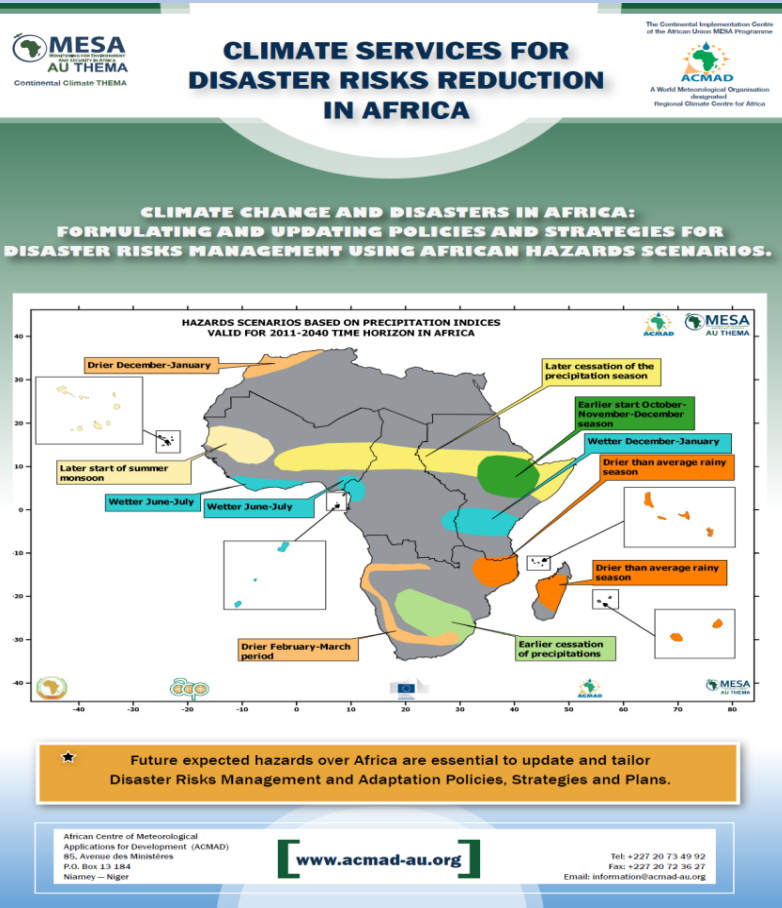 MESA
MONITORING FOR ENVIRONMENT
AND SECURITY IN AFRICA
AU THEMA
Continental Climate THEMA
CLIMATE SERVICES FOR
DISASTER RISKS REDUCTION
IN AFRICA
The Continental Implementation Centre
of the African Union MESA Programme
ACMAD
A World Meteorological Organisation
designated
Regional Climate Centre for Africa
CLIMATE CHANGE AND DISASTERS IN AFRICA:
FORMULATING AND UPDATING POLICIES AND STRATEGIES FOR
DISASTER RISKS MANAGEMENT USING AFRICAN HAZARDS SCENARIOS.
HAZARDS SCENARIOS BASED ON PRECIPITATION INDICES
VALID FOR 2011-2040 TIME HORIZON IN AFRICA
ACMAD
MESA
AU THEMA
40
30
20
10
0
-10
-20
-30
-40
Drier December-January
Later cessation of the
precipitation season
Earlier start October-
November-December
season
Wetter December-January
Drier than average rainy
season
Later start of summer
monsoon
Wetter June-July
Wetter June-July
Drier than average rainy
season
Drier February-March
period
Earlier cessation
of precipitations
acp
ACMAD
MESA
AU THEMA
-40 -30 -20 -10 0 10 20 30 40 50 60 70 80
Future expected hazards over Africa are essential to update and tailor
Disaster Risks Management and Adaptation Policies, Strategies and Plans.
African Centre of Meteorological
Applications for Development (ACMAD)
85, Avenue des Ministères
P.O. Box 13 184
Niamey – Niger
[www.acmad-au.org]
Tel: +227 20 73 49 92
Fax: +227 20 72 36 27
Email: information@acmad-au.org